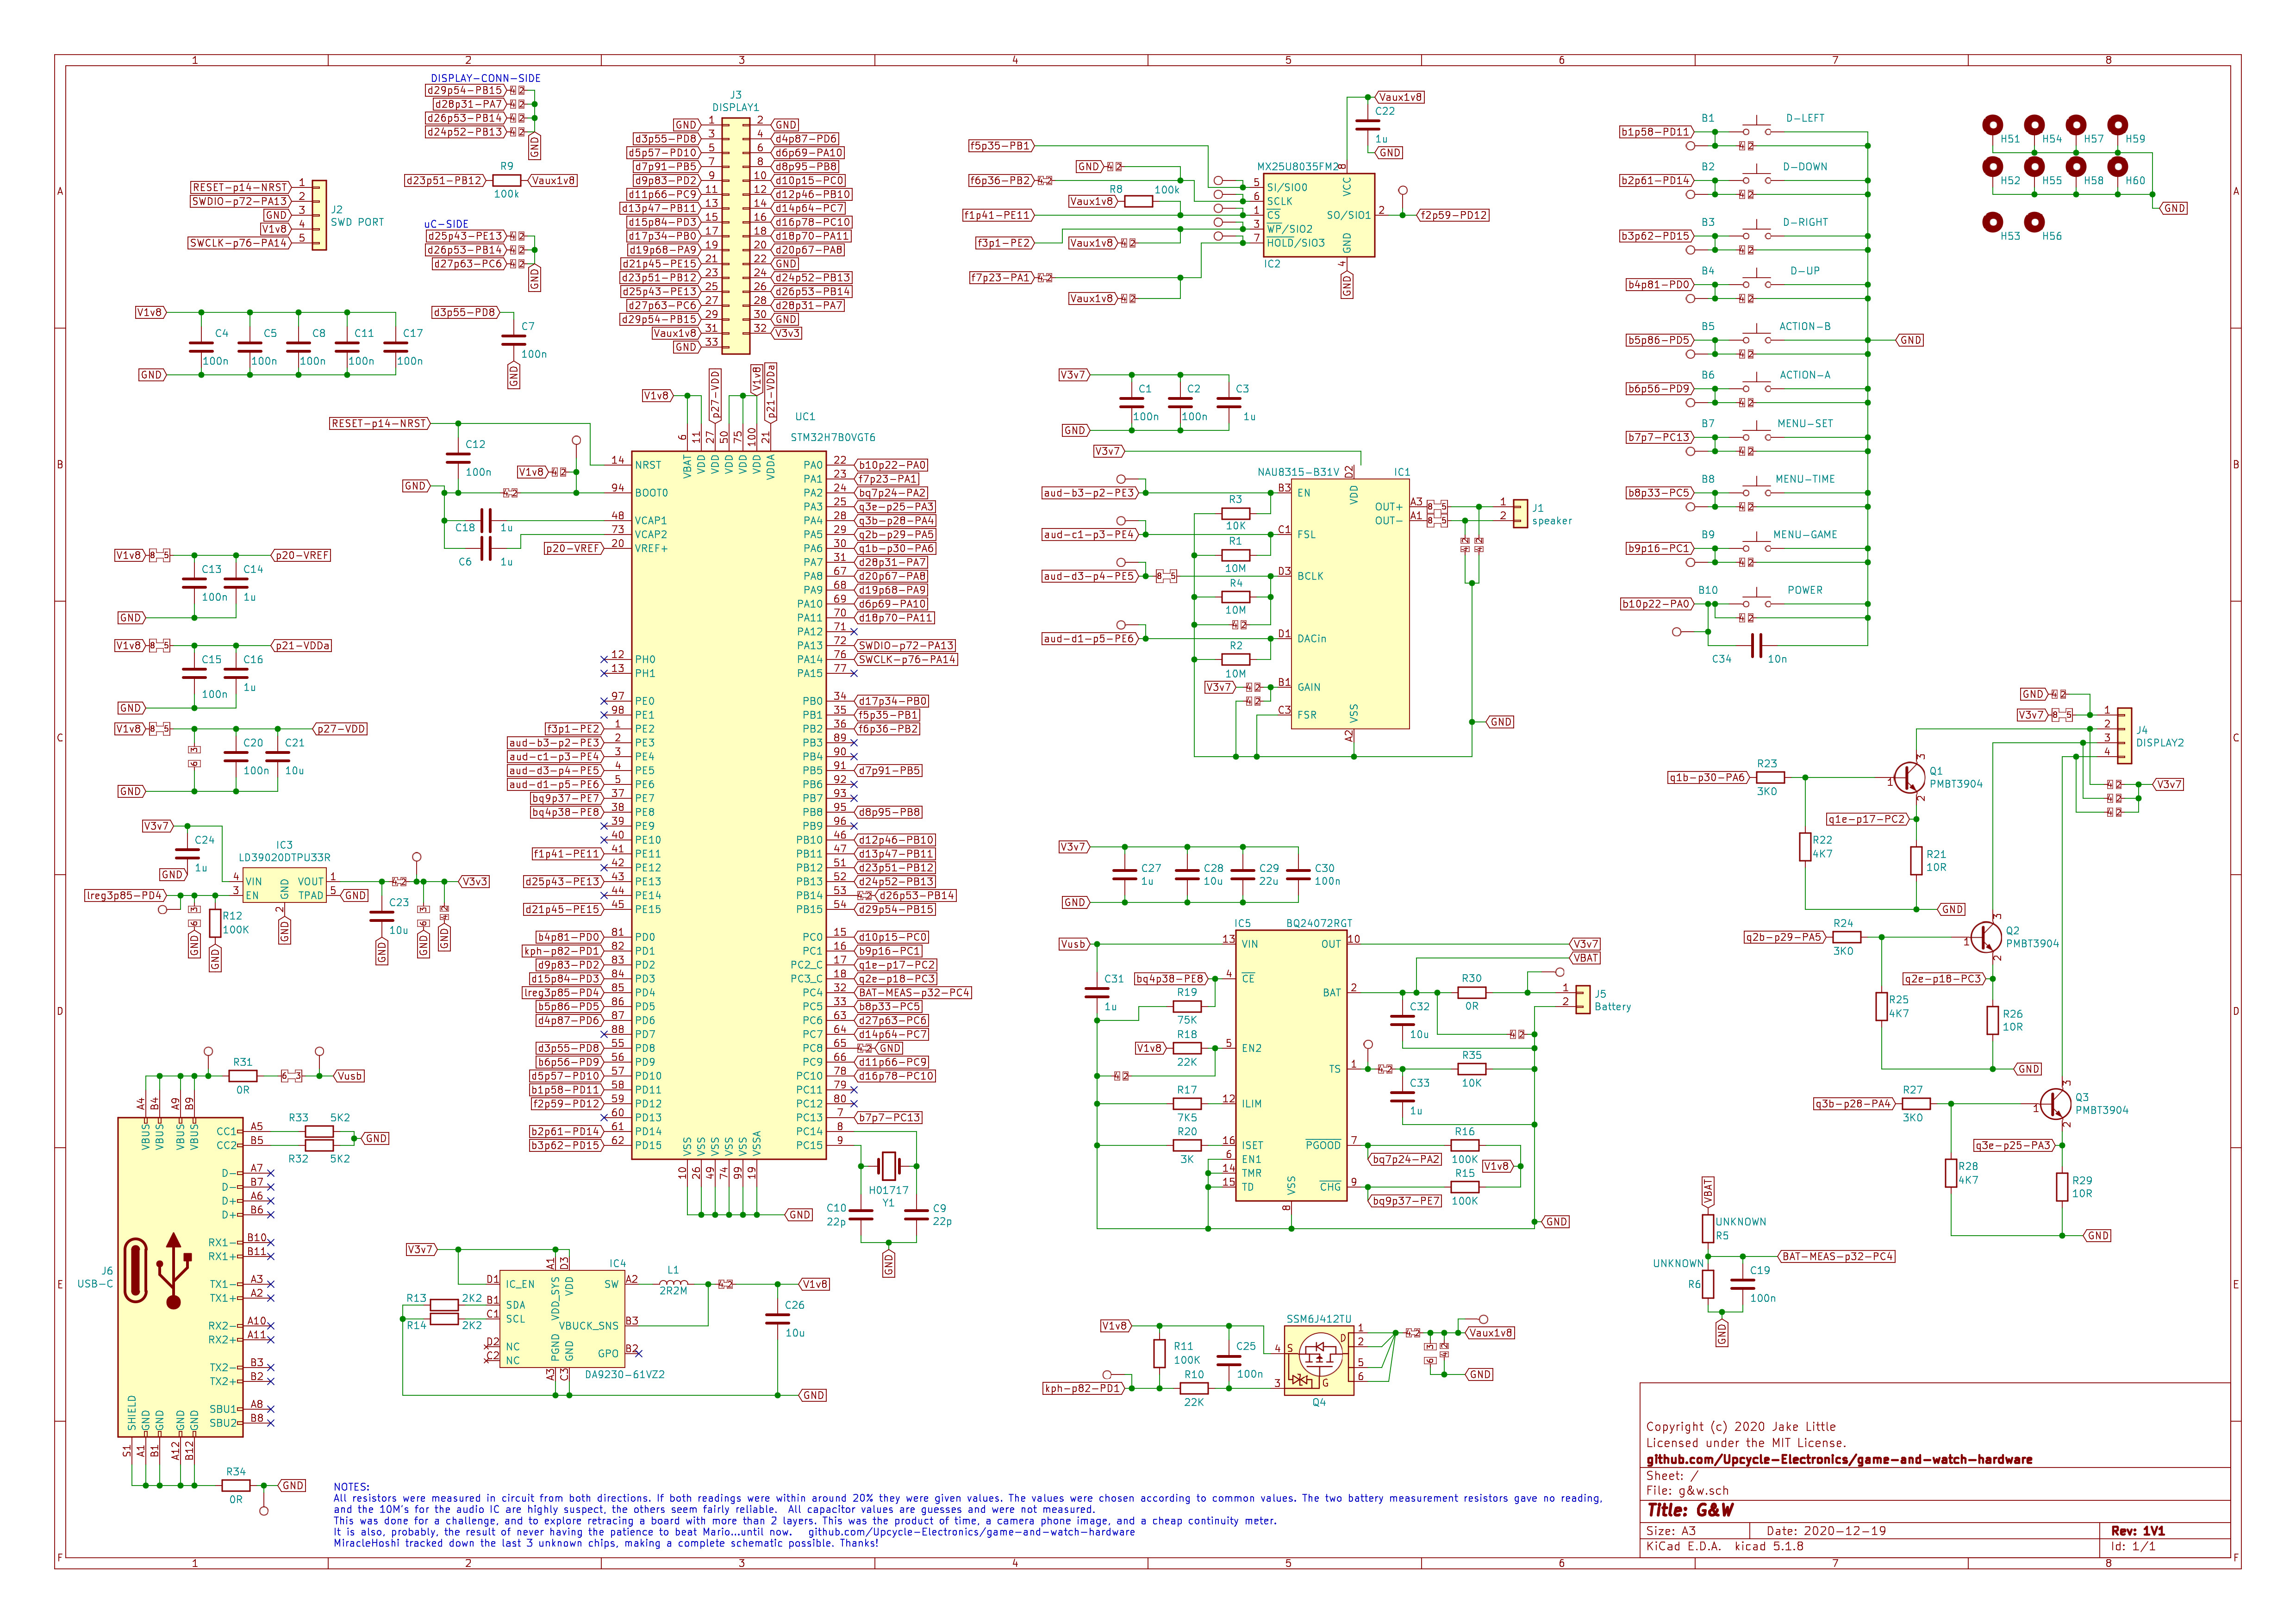 DISPLAY-CONN-SIDE
d29p54-PB15
d28p31-PA7
d26p53-PB14
d24p52-PB13
GND
d23p51-PB12
R9
100k
Vaux1v8
uC-SIDE
d25p43-PE13
d26p53-PB14
d27p63-PC6
GND
RESET-p14-NRST 1
SWDIO-p72-PA13 2
GND 3
V1v8 4
SWCLK-p76-PA14 5
J2
SWD PORT
J3
DISPLAY1
GND 1 2 GND
d3p55-PD8 3 4 d4p87-PD6
d5p57-PD10 5 6 d6p69-PA10
d7p91-PB5 7 8 d8p95-PB8
d9p83-PD2 9 10 d10p15-PC0
d11p66-PC9 11 12 d12p46-PB10
d13p47-PB11 13 14 d14p64-PC7
d15p84-PD3 15 16 d16p78-PC10
d17p34-PB0 17 18 d18p70-PA11
d19p68-PA9 19 20 d20p67-PA8
d21p45-PE15 21 22 GND
d23p51-PB12 23 24 d24p52-PB13
d25p43-PE13 25 26 d26p53-PB14
d27p63-PC6 27 28 d28p31-PA7
d29p54-PB15 29 30 GND
Vaux1v8 31 32 V3v3
GND 33
V1v8
C4 C5 C8 C11 C17
100n 100n 100n 100n 100n
GND
d3p55-PD8
C7
100n
GND
f5p35-PB1
GND
f6p36-PB2
R8 100k
Vaux1v8
f1p41-PE11
f3p1-PE2
Vaux1v8
f7p23-PA1
Vaux1v8
Vaux1v8
C22
1u
GND
MX25U8035FM2
5 SI/SIO0
6 SCLK
1 CS
3 WP/SIO2
7 HOLD/SIO3
VCC 8
SO/SIO1 2 f2p59-PD12
GND 4
GND
IC2
B1 D-LEFT
b1p58-PD11
B2 D-DOWN
b2p61-PD14
B3 D-RIGHT
b3p62-PD15
B4 D-UP
b4p81-PD0
B5 ACTION-B
b5p86-PD5
GND
B6 ACTION-A
b6p56-PD9
B7 MENU-SET
b7p7-PC13
B8 MENU-TIME
b8p33-PC5
B9 MENU-GAME
b9p16-PC1
B10 POWER
b10p22-PA0
C34 10n
H51 H54 H57 H59
H52 H55 H58 H60
H53 H56
GND
RESET-p14-NRST
C12
100n
V1v8
GND
C18 1u
C6 1u
p20-VREF
V1v8
p27-VDD
V1v8
p21-VDDa
UC1
STM32H7B0VGT6
6 11 27 50 75 100 21
VBAT VDD VDD VDD VDD VDD VDDA
14 NRST
94 BOOT0
48 VCAP1
73 VCAP2
20 VREF+
12 PH0
13 PH1
97 PE0
98 PE1
f3p1-PE2 1 PE2
aud-b3-p2-PE3 2 PE3
aud-c1-p3-PE4 3 PE4
aud-d3-p4-PE5 4 PE5
aud-d1-p5-PE6 5 PE6
bq9p37-PE7 37 PE7
bq4p38-PE8 38 PE8
39 PE9
40 PE10
f1p41-PE11 41 PE11
42 PE12
d25p43-PE13 43 PE13
44 PE14
d21p45-PE15 45 PE15
b4p81-PD0 81 PD0
kph-p82-PD1 82 PD1
d9p83-PD2 83 PD2
d15p84-PD3 84 PD3
lreg3p85-PD4 85 PD4
b5p86-PD5 86 PD5
d4p87-PD6 87 PD6
88 PD7
d3p55-PD8 55 PD8
b6p56-PD9 56 PD9
d5p57-PD10 57 PD10
b1p58-PD11 58 PD11
f2p59-PD12 59 PD12
60 PD13
b2p61-PD14 61 PD14
b3p62-PD15 62 PD15
PA0 22 b10p22-PA0
PA1 23 f7p23-PA1
PA2 24 bq7p24-PA2
PA3 25 q3e-p25-PA3
PA4 28 q3b-p28-PA4
PA5 29 q2b-p29-PA5
PA6 30 q1b-p30-PA6
PA7 31 d28p31-PA7
PA8 67 d20p67-PA8
PA9 68 d19p68-PA9
PA10 69 d6p69-PA10
PA11 70 d18p70-PA11
PA12 71
PA13 72 SWDIO-p72-PA13
PA14 76 SWCLK-p76-PA14
PA15 77
PB0 34 d17p34-PB0
PB1 35 f5p35-PB1
PB2 36 f6p36-PB2
PB3 89
PB4 90
PB5 91 d7p91-PB5
PB6 92
PB7 93
PB8 95 d8p95-PB8
PB9 96
PB10 46 d12p46-PB10
PB11 47 d13p47-PB11
PB12 51 d23p51-PB12
PB13 52 d24p52-PB13
PB14 53 d26p53-PB14
PB15 54 d29p54-PB15
PC0 15 d10p15-PC0
PC1 16 b9p16-PC1
PC2_C 17 q1e-p17-PC2
PC3_C 18 q2e-p18-PC3
PC4 32 BAT-MEAS-p32-PC4
PC5 33 b8p33-PC5
PC6 63 d27p63-PC6
PC7 64 d14p64-PC7
PC8 65 GND
PC9 66 d11p66-PC9
PC10 78 d16p78-PC10
PC11 79
PC12 80
PC13 7 b7p7-PC13
PC14 8
PC15 9
VSS VSS VSS VSS VSS VSSA
10 26 49 74 99 19
GND
H01717
Y1
C10
22p
C9
22p
GND
V1v8 p20-VREF
C13 C14
100n 1u
GND
V1v8 p21-VDDa
C15 C16
100n 1u
GND
V1v8 p27-VDD
C20 C21
100n 10u
GND
V3v7
C24
1u
GND
IC3
LD39020DTPU33R
4 VIN VOUT 1
3 EN TPAD 5
GND
2
GND
GND
lreg3p85-PD4
GND
R12
100K
GND
C23
10u
GND
GND
GND
V3v3
V3v7
C1 C2 C3
100n 100n 1u
GND
V3v7
NAU8315-B31V IC1
aud-b3-p2-PE3
aud-c1-p3-PE4
aud-d3-p4-PE5
aud-d1-p5-PE6
R3
10K
R1
10M
R4
10M
R2
10M
V3v7
B3 EN
C1 FSL
D3 BCLK
D1 DACin
B1 GAIN
C3 FSR
VDD D2
VSS A2
OUT+ A3
OUT- A1
1 2
J1
speaker
GND
V3v7
C27 C28 C29 C30
1u 10u 22u 100n
GND
IC5 BQ24072RGT
Vusb
C31
1u
bq4p38-PE8
R19
75K
R18
22K
V1v8
R17
7K5
R20
3K
13 VIN
4 CE
5 EN2
12 ILIM
16 ISET
6 EN1
14 TMR
15 TD
VSS 8
OUT 10
BAT 2
TS 1
PGOOD 7
CHG 9
V3v7
VBAT
R30
0R
C32
10u
1 2
J5
Battery
R35
10K
C33
1u
R16
100K
bq7p24-PA2
V1v8
R15
100K
bq9p37-PE7
GND
GND
V3v7
1
2
3
4
J4
DISPLAY2
V3v7
q1b-p30-PA6
R23
3K0
Q1
PMBT3904
1 2 3
q1e-p17-PC2
R22
4K7
R21
10R
GND
q2b-p29-PA5
R24
3K0
Q2
PMBT3904
1 2 3
q2e-p18-PC3
R25
4K7
R26
10R
GND
q3b-p28-PA4
R27
3K0
Q3
PMBT3904
1 2 3
q3e-p25-PA3
R28
4K7
R29
10R
GND
VBAT
UNKNOWN
R5
UNKNOWN
R6
BAT-MEAS-p32-PC4
C19
100n
GND
R31
0R
Vusb
A4 B4 A9 B9
VBUS VBUS VBUS VBUS
J6
USB-C
CC1 A5
CC2 B5
R33 5K2
R32 5K2
GND
D- A7
D- B7
D+ A6
D+ B6
RX1- B10
RX1+ B11
TX1- A3
TX1+ A2
RX2- A10
RX2+ A11
TX2- B3
TX2+ B2
SBU1 A8
SBU2 B8
SHIELD GND GND GND GND
S1 A1 B1 A12 B12
R34
0R
GND
V3v7
IC4
D1 IC_EN
B1 SDA
C1 SCL
D2 NC
C2 NC
VDD_SYS A1
VDD D3
SW A2
VBUCK_SNS B3
GPO B2
PGND A3
GND C3
DA9230-61VZ2
R13 2K2
R14 2K2
L1
2R2M
V1v8
C26
10u
GND
SSM6J412TU
V1v8
R11
100K
C25
100n
R10
22K
kph-p82-PD1
4 S D 1
2
5
3 G 6
Q4
Vaux1v8
GND
NOTES:
All resistors were measured in circuit from both directions. If both readings were within around 20% they were given values. The values were chosen according to common values. The two battery measurement resistors gave no reading,
and the 10M's for the audio IC are highly suspect, the others seem fairly reliable. All capacitor values are guesses and were not measured.
This was done for a challenge, and to explore retracing a board with more than 2 layers. This was the product of time, a camera phone image, and a cheap continuity meter.
It is also, probably, the result of never having the patience to beat Mario...until now. github.com/Upcycle-Electronics/game-and-watch-hardware
MiracleHoshi tracked down the last 3 unknown chips, making a complete schematic possible. Thanks!
Copyright (c) 2020 Jake Little
Licensed under the MIT License.
github.com/Upcycle-Electronics/game-and-watch-hardware
Sheet: /
File: g&w.sch
Title: G&W
Size: A3 Date: 2020-12-19 Rev: 1V1
KiCad E.D.A. kicad 5.1.8 Id: 1/1
1 2 3 4 5 6 7 8
A B C D E F